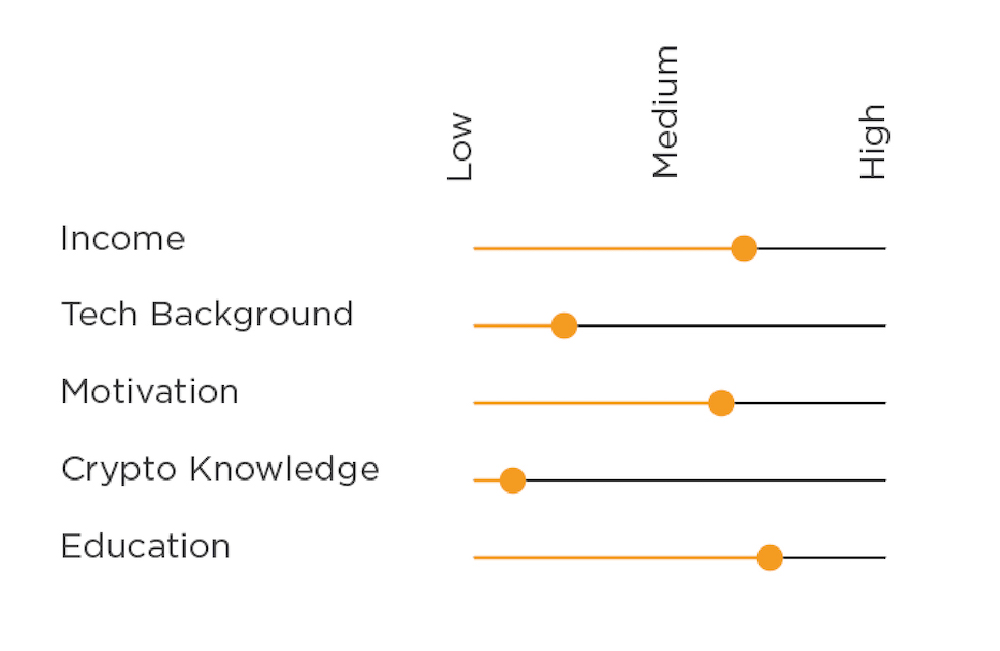 Low
Medium
High
Income
Tech Background
Motivation
Crypto Knowledge
Education